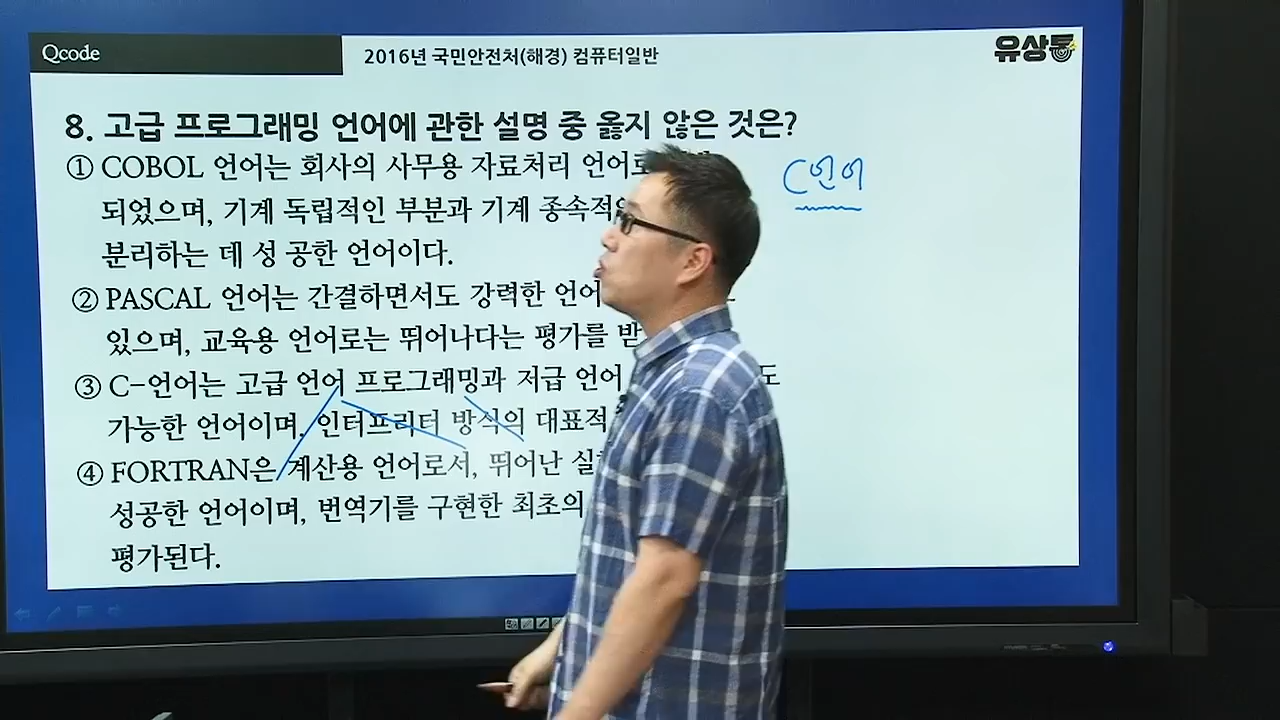 Qcode
2016년 국민안전처(해경) 컴퓨터일반
유상통
8. 고급 프로그래밍 언어에 관한 설명 중 옳지 않은 것은?
① COBOL 언어는 회사의 사무용 자료처리 언어로
되었으며, 기계 독립적인 부분과 기계 종속적인
분리하는 데 성 공한 언어이다.
② PASCAL 언어는 간결하면서도 강력한 언어
있으며, 교육용 언어로는 뛰어나다는 평가를 받
③ C-언어는 고급 언어 프로그래밍과 저급 언어 도
가능한 언어이며. 인터프리터 방식의 대표적
④ FORTRAN은 계산용 언어로서, 뛰어난 실
성공한 언어이며, 번역기를 구현한 최초의
평가된다.
C언어